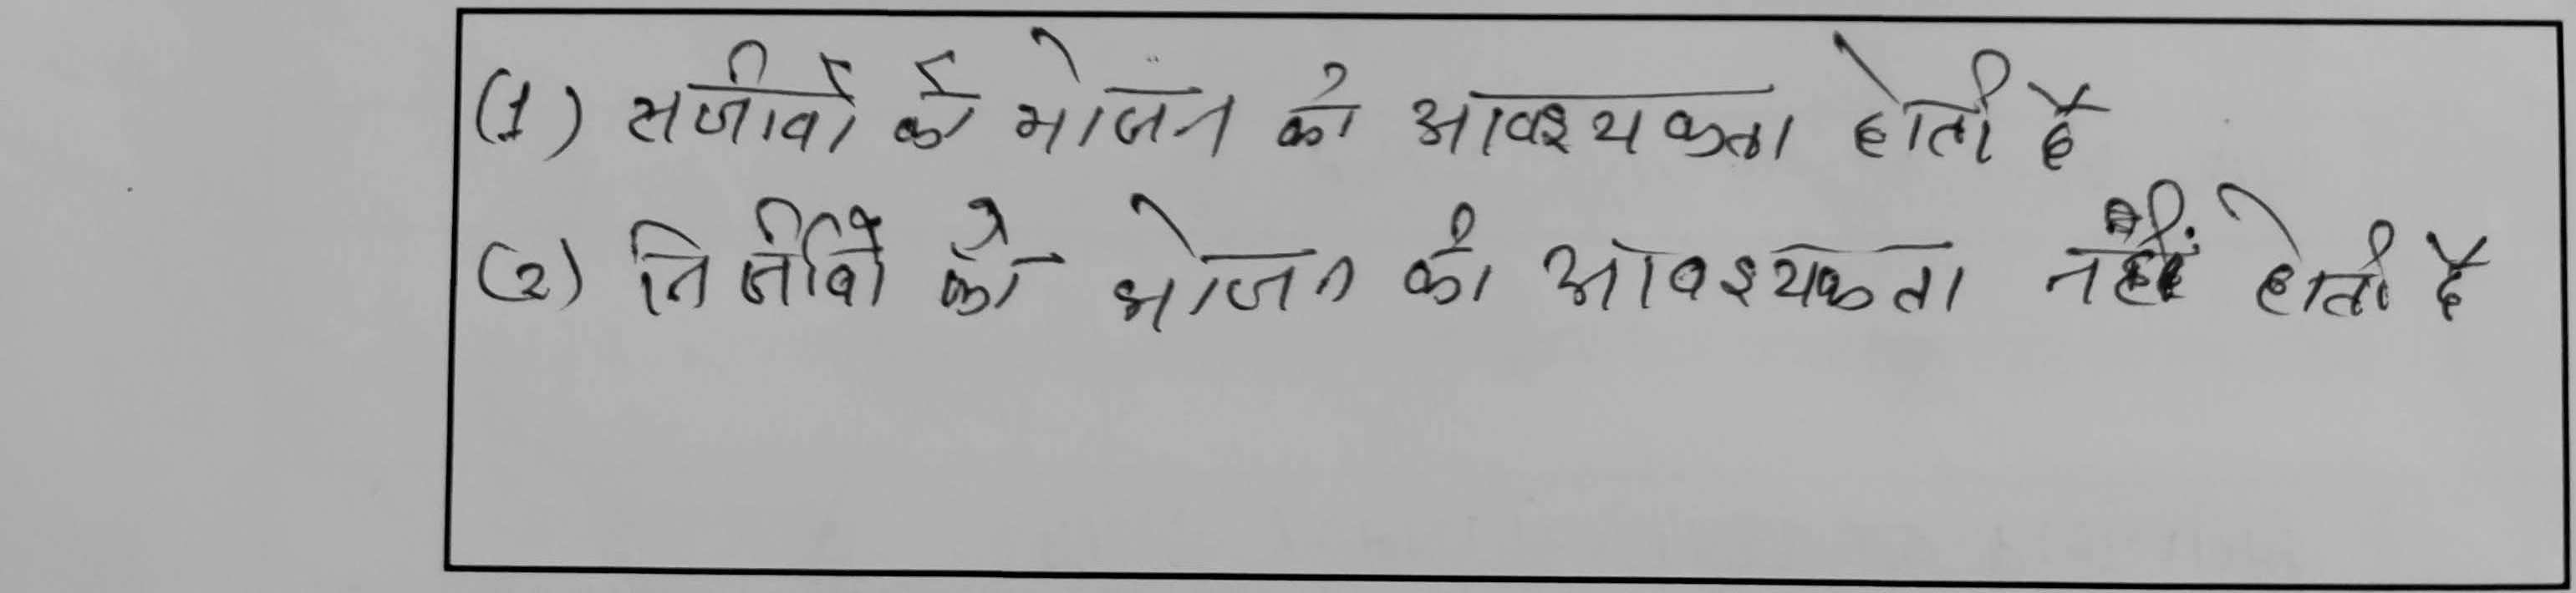 (1) सजीवों को भोजन की आवश्यकता होती है
(2) निर्जीवों को भोजन की आवश्यकता नहीं होती है